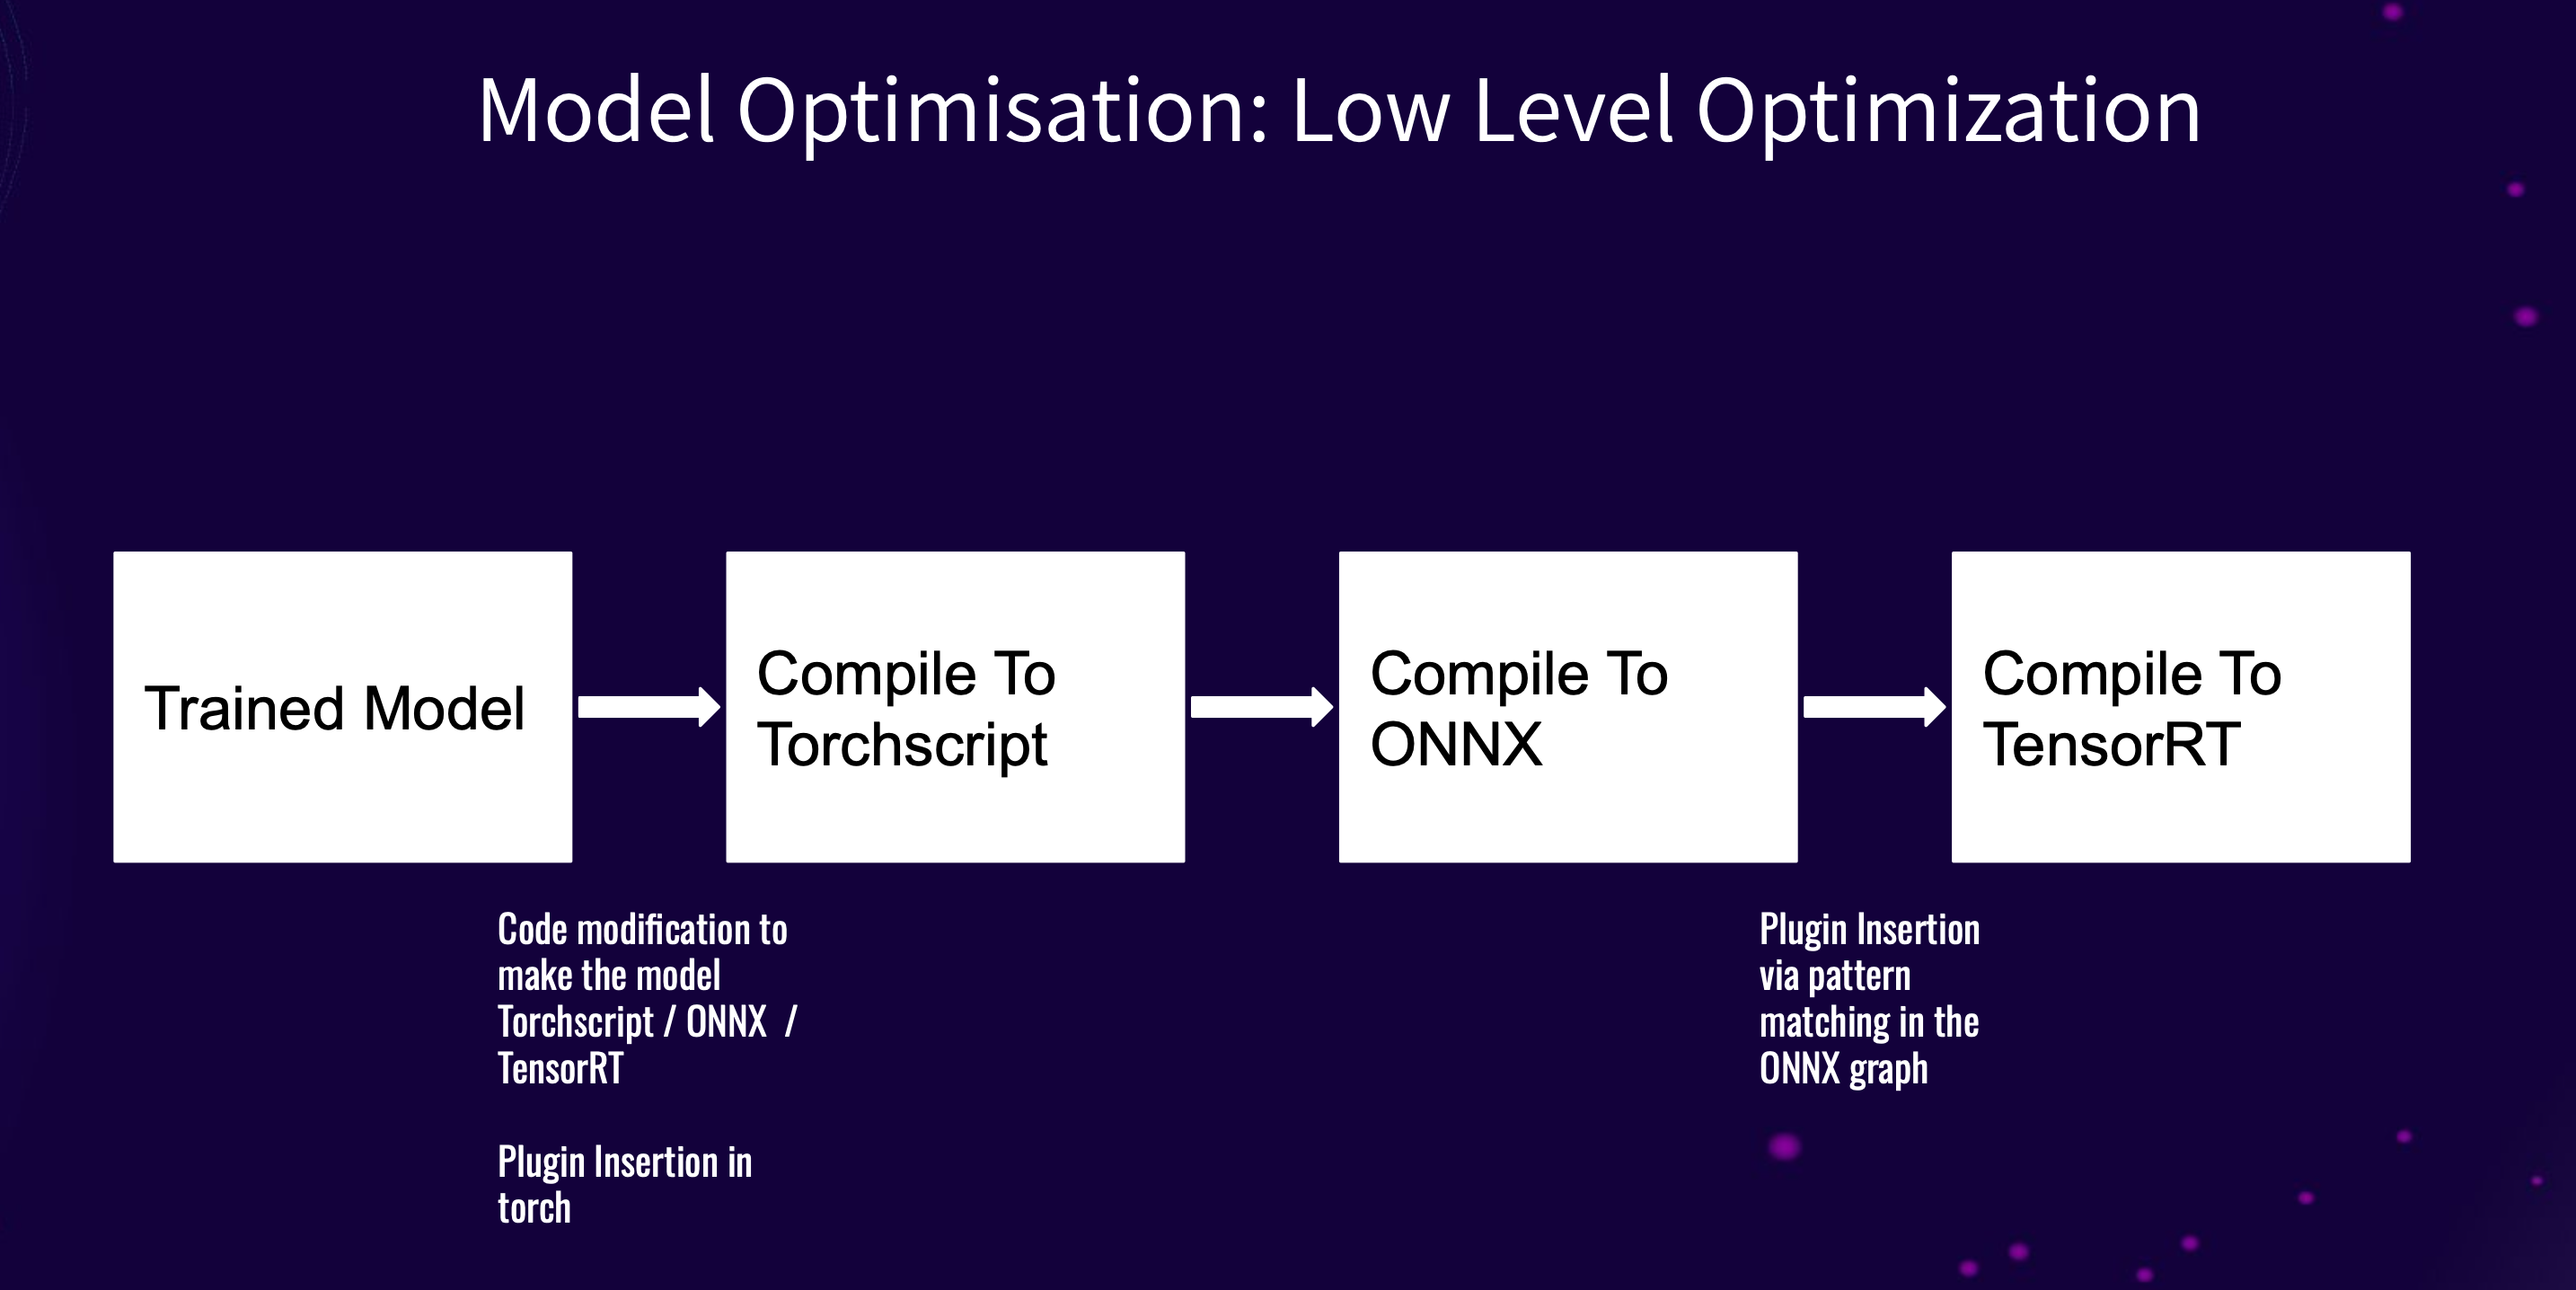 Model Optimisation: Low Level Optimization
Trained Model
Compile To
Torchscript
Compile To
ONNX
Compile To
TensorRT
Code modification to
make the model
Torchscript / ONNX /
TensorRT
Plugin Insertion in
torch
Plugin Insertion
via pattern
matching in the
ONNX graph